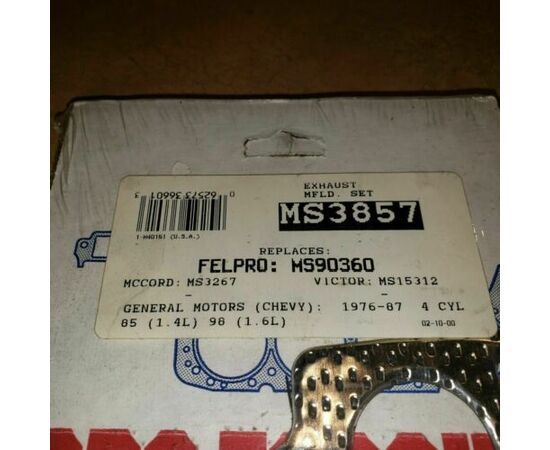 EXHAUST
MFLD. SET
MS3857
0 62573 36601 3
1-M40161 (U.S.A.)
REPLACES:
FELPRO: MS90360
MCCORD: MS3267 VICTOR: MS15312
- -
GENERAL MOTORS (CHEVY): 1976-87 4 CYL
85 (1.4L) 98 (1.6L)
02-10-00